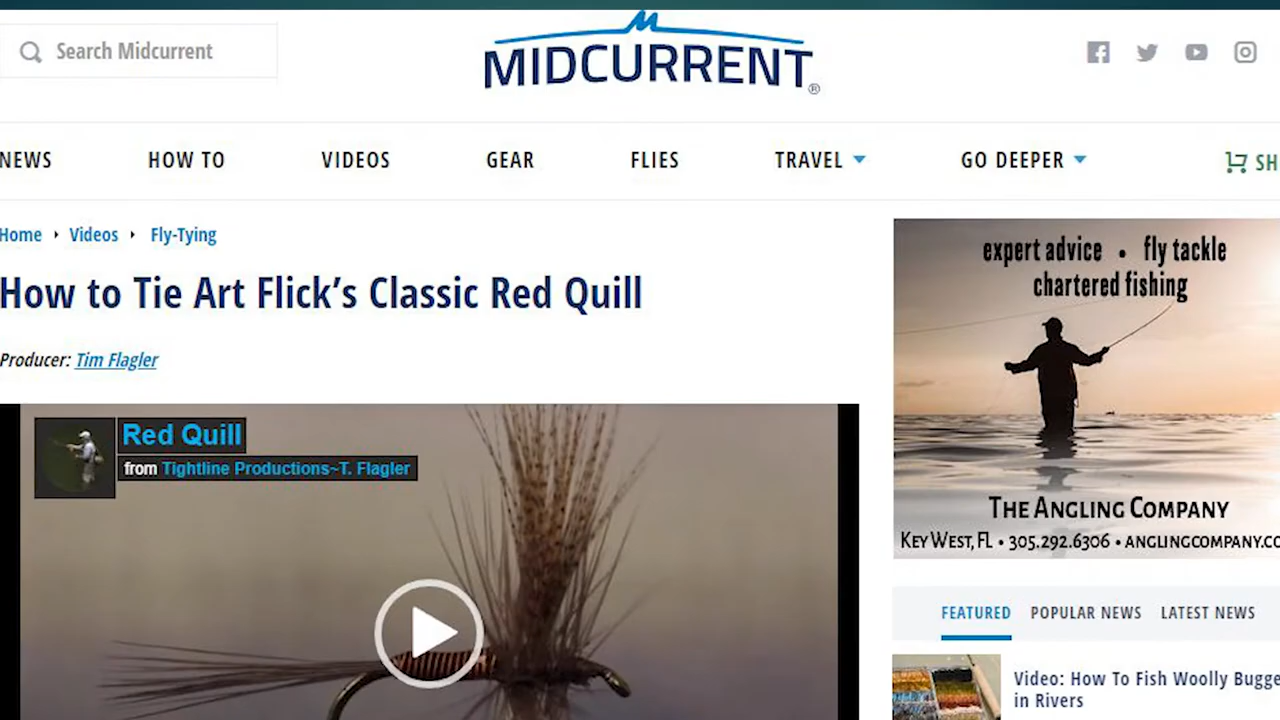 Search Midcurrent
MIDCURRENT®
NEWS
HOW TO
VIDEOS
GEAR
FLIES
TRAVEL
GO DEEPER
SH
Home
Videos
Fly-Tying
How to Tie Art Flick’s Classic Red Quill
Producer: Tim Flagler
Red Quill
from Tightline Productions~T. Flagler
expert advice • fly tackle
chartered fishing
THE ANGLING COMPANY
KEY WEST, FL • 305.292.6306 • ANGLINGCOMPANY.CO
FEATURED
POPULAR NEWS
LATEST NEWS
Video: How To Fish Woolly Bugge
in Rivers